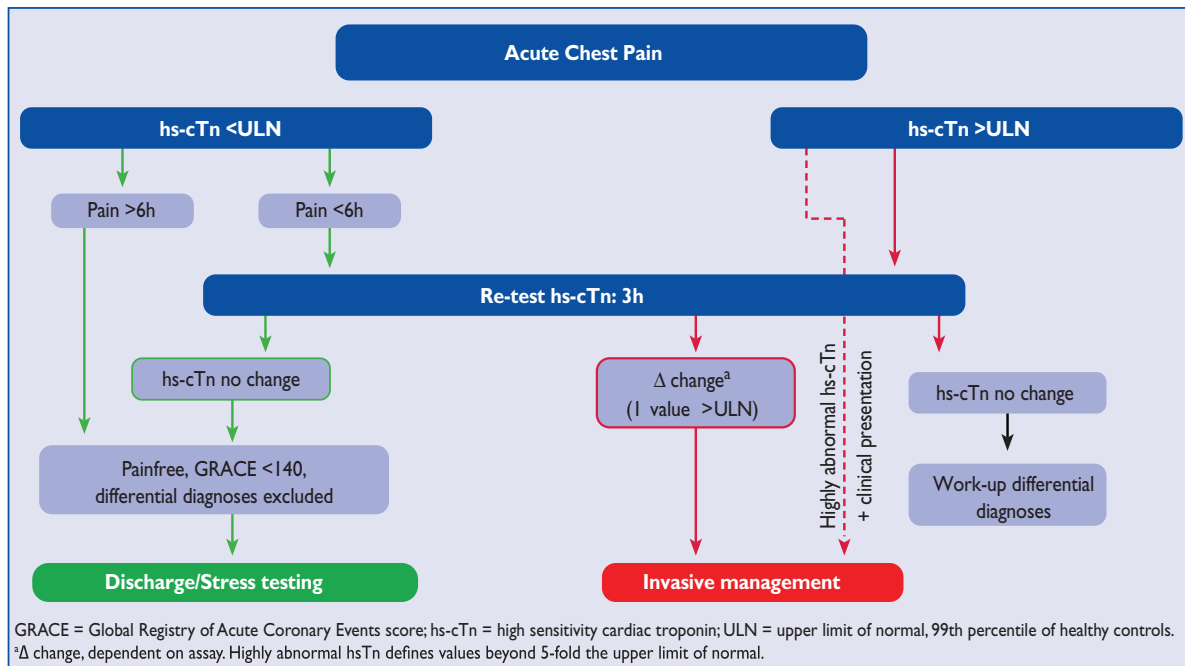 Acute Chest Pain
hs-cTn <ULN
hs-cTn >ULN
Pain >6h
Pain <6h
Re-test hs-cTn: 3h
hs-cTn no change
Δ changeᵃ
(1 value >ULN)
Highly abnormal hs-cTn
+ clinical presentation
hs-cTn no change
Painfree, GRACE <140,
differential diagnoses excluded
Work-up differential
diagnoses
Discharge/Stress testing
Invasive management
GRACE = Global Registry of Acute Coronary Events score; hs-cTn = high sensitivity cardiac troponin; ULN = upper limit of normal, 99th percentile of healthy controls.
ᵃΔ change, dependent on assay. Highly abnormal hsTn defines values beyond 5-fold the upper limit of normal.